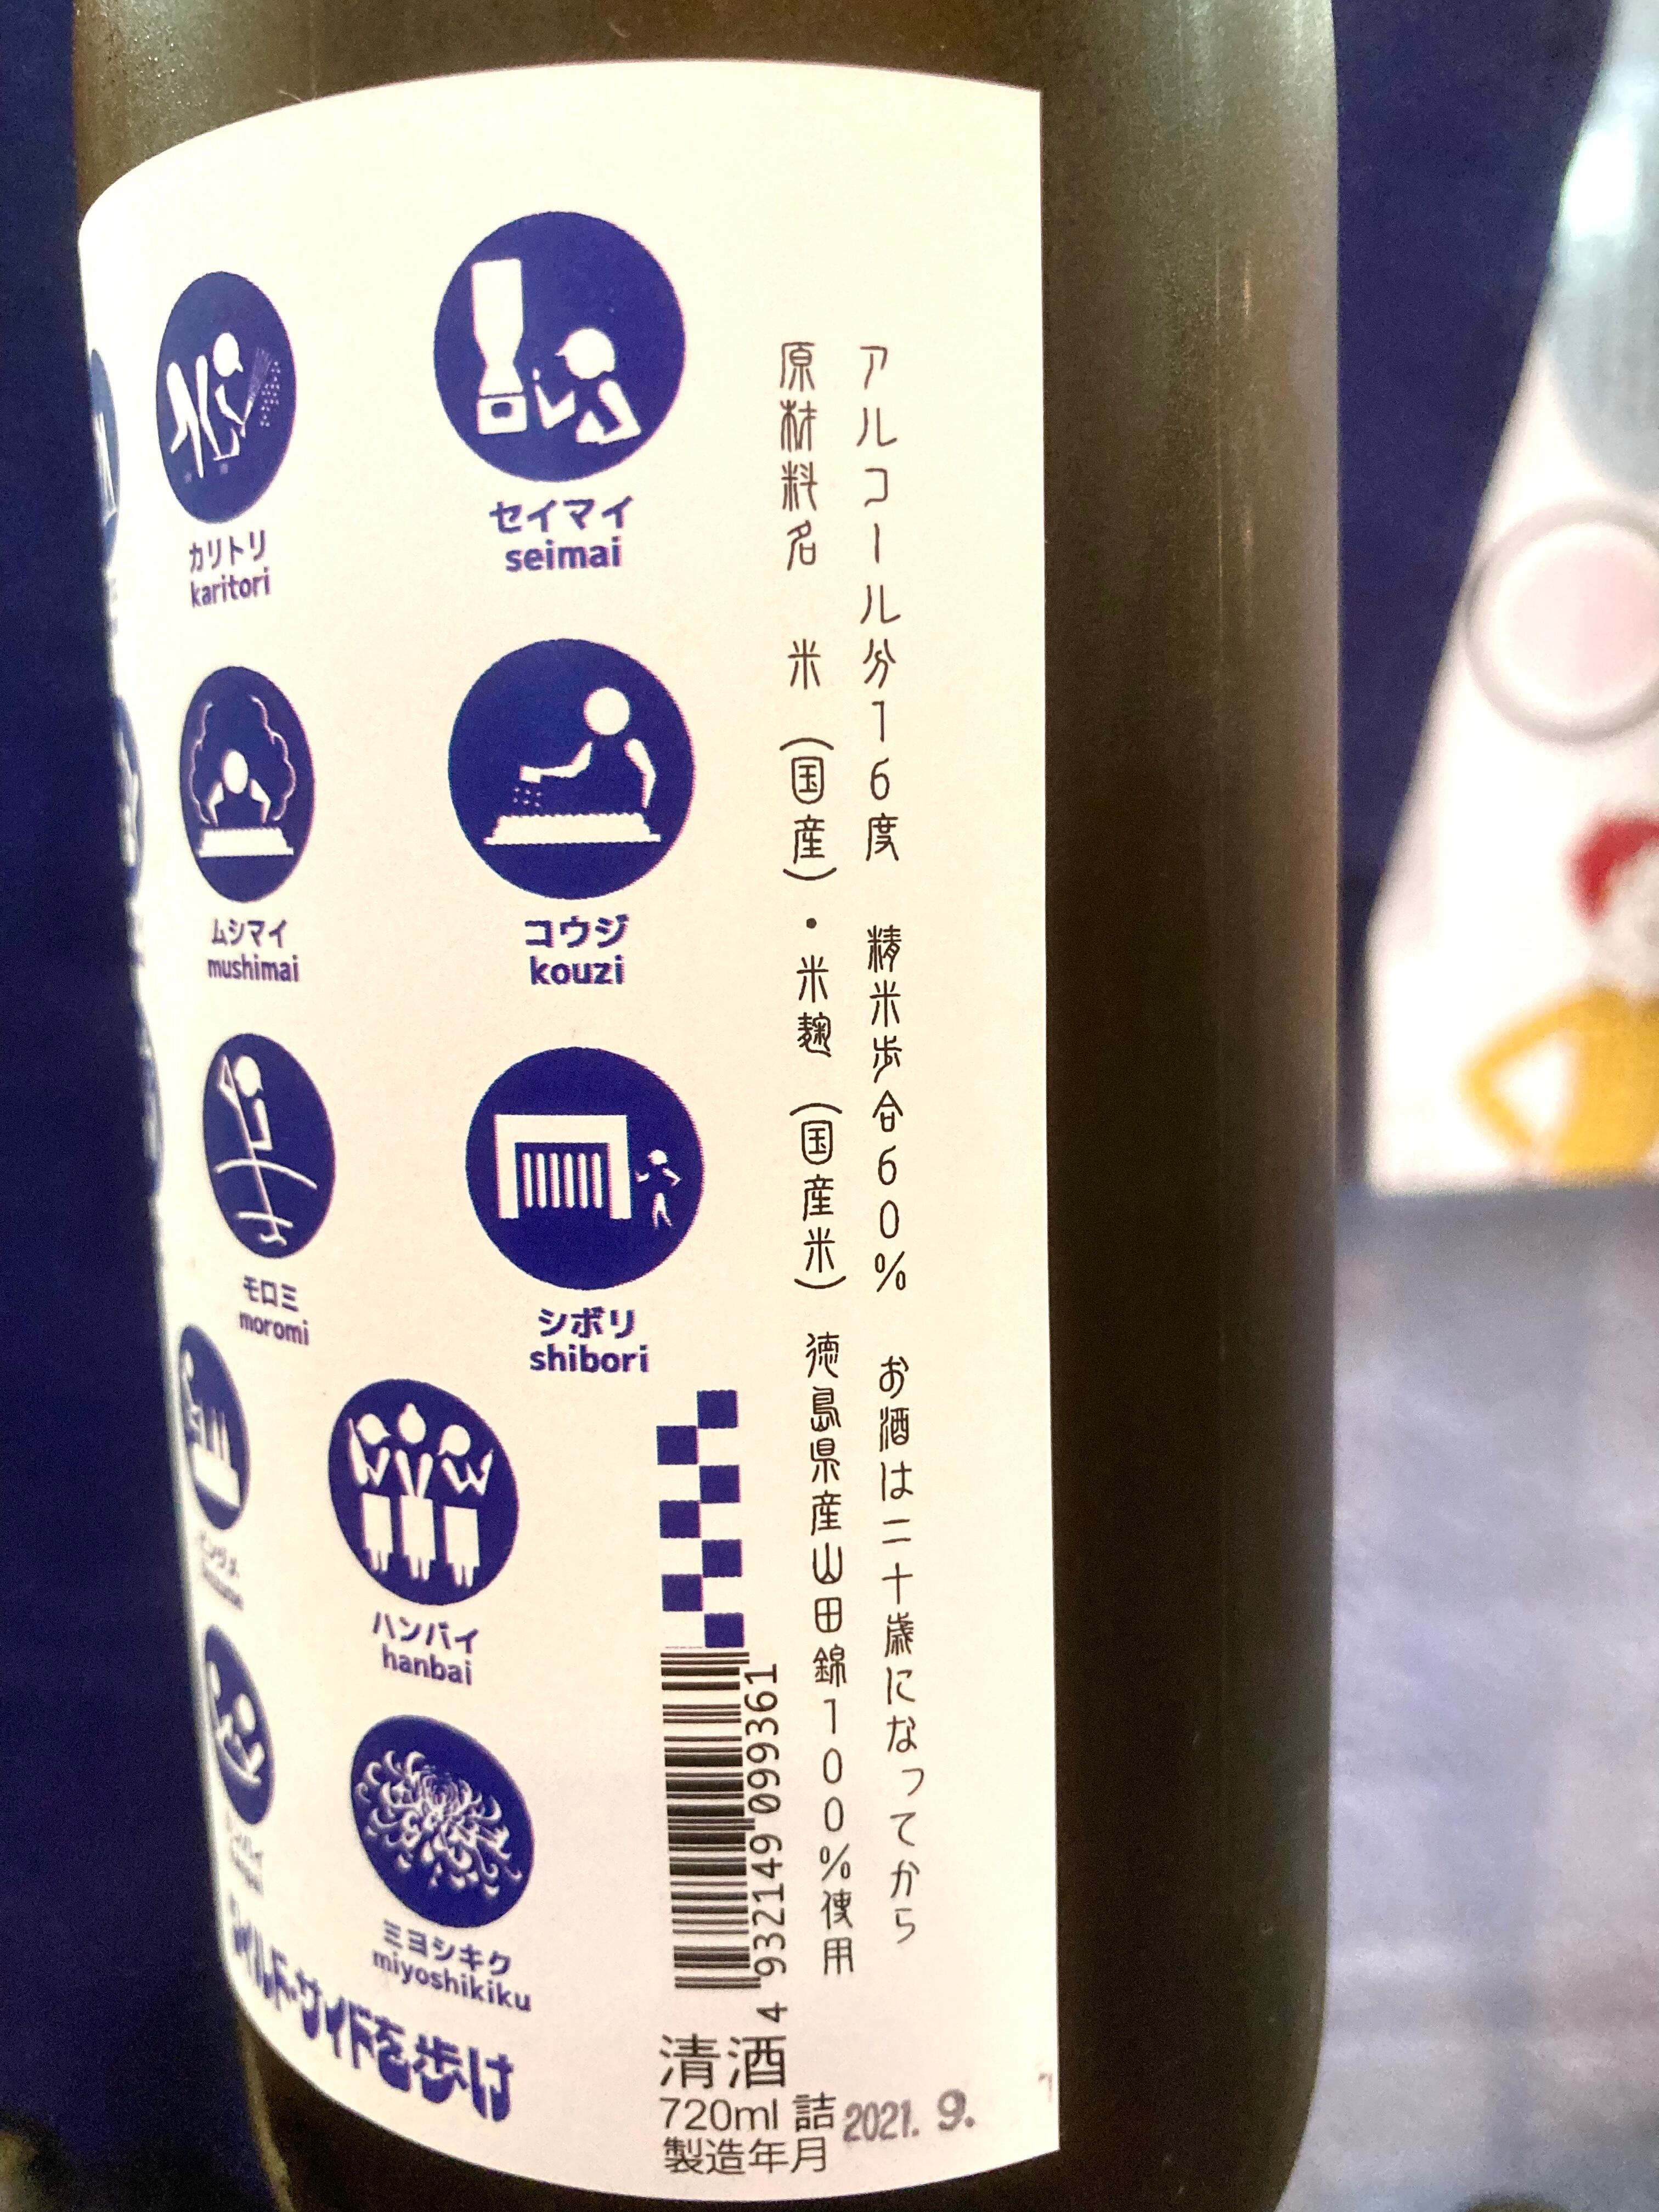 アルコール分16度 精米歩合60% お酒は二十歳になってから
原材料名 米(国産)・米麹(国産米) 徳島県産山田錦100%使用
セイマイ
seimai
カリトリ
karitori
コウジ
kouzi
ムシマイ
mushimai
シボリ
shibori
モロミ
moromi
ハンバイ
hanbai
ミヨシキク
miyoshikiku
イルド・サイドを歩け
4 932149 099361
清酒
720ml 詰
製造年月 2021. 9.